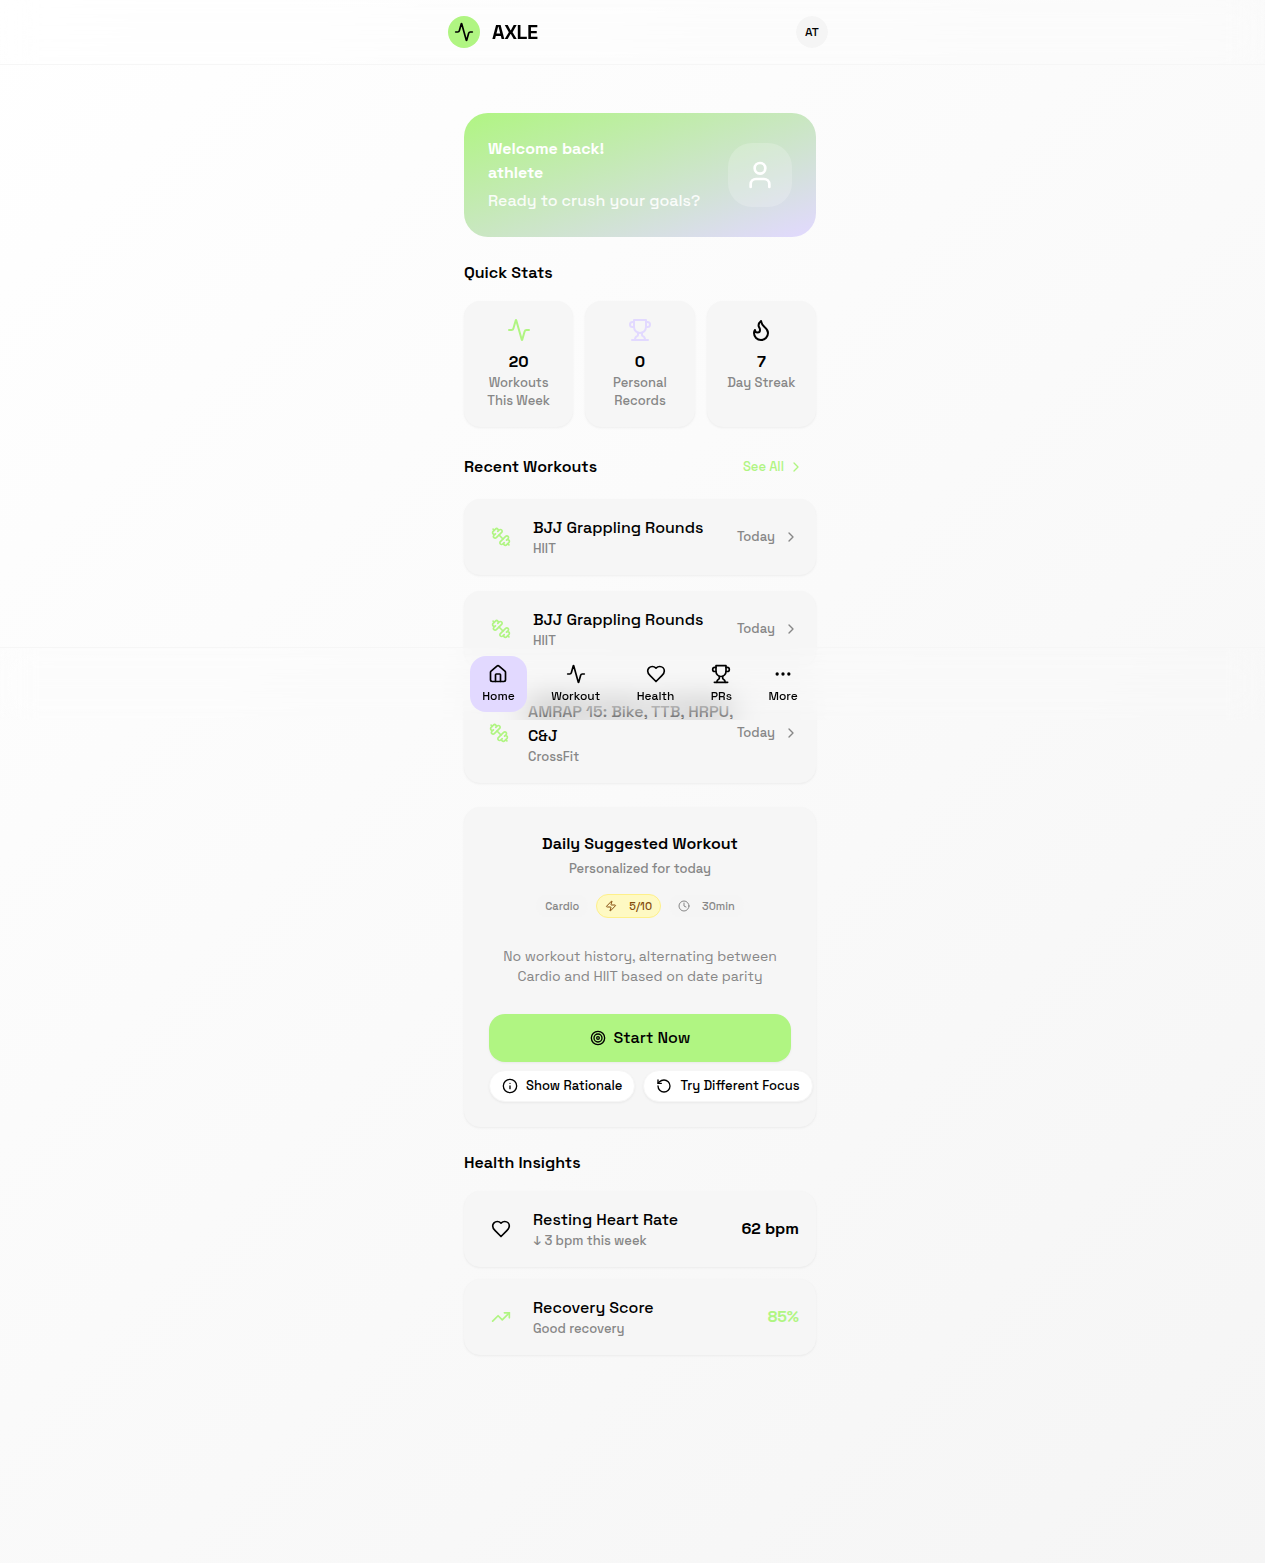 AXLE
AT
Welcome back!
athlete
Ready to crush your goals?
Quick Stats
20
Workouts
This Week
0
Personal
Records
7
Day Streak
Recent Workouts
See All
BJJ Grappling Rounds
HIIT
Today
BJJ Grappling Rounds
HIIT
Today
Home
Workout
Health
PRs
More
AMRAP 15: Bike, TTB, HRPU,
C&J
CrossFit
Today
Daily Suggested Workout
Personalized for today
Cardio
5/10
30min
No workout history, alternating between
Cardio and HIIT based on date parity
Start Now
Show Rationale
Try Different Focus
Health Insights
Resting Heart Rate
↓ 3 bpm this week
62 bpm
Recovery Score
Good recovery
85%